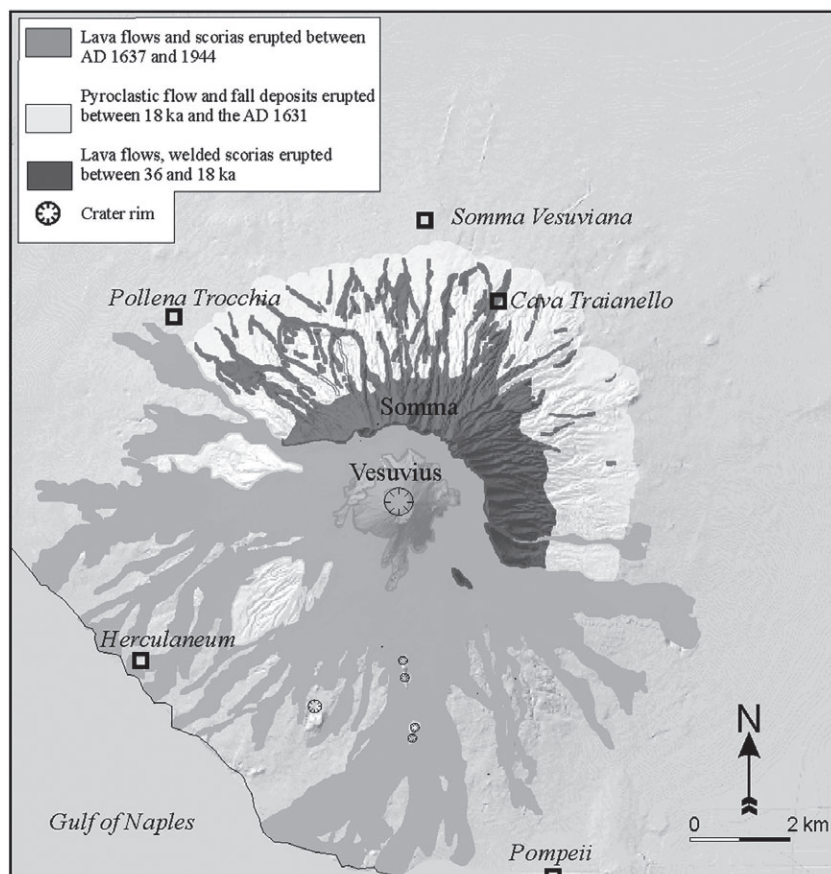 Lava flows and scorias erupted between
AD 1637 and 1944
Pyroclastic flow and fall deposits erupted
between 18 ka and the AD 1631
Lava flows, welded scorias erupted
between 36 and 18 ka
Crater rim
Somma Vesuviana
Pollena Trocchia
Cava Traianello
Somma
Vesuvius
Herculaneum
N
Gulf of Naples
0 2 km
Pompeii